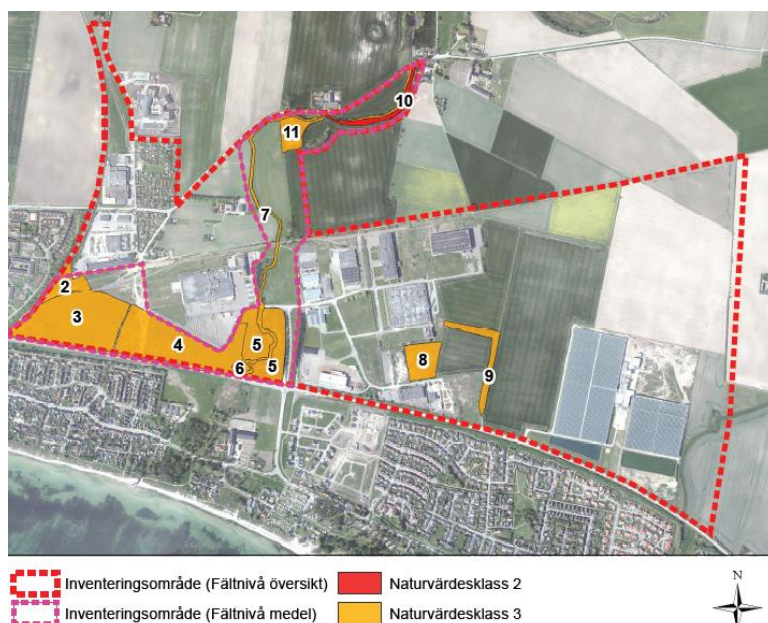 10
11
7
2
3
4
5
6
5
8
9
Inventeringsområde (Fältnivå översikt)
Naturvärdesklass 2
N
Inventeringsområde (Fältnivå medel)
Naturvärdesklass 3